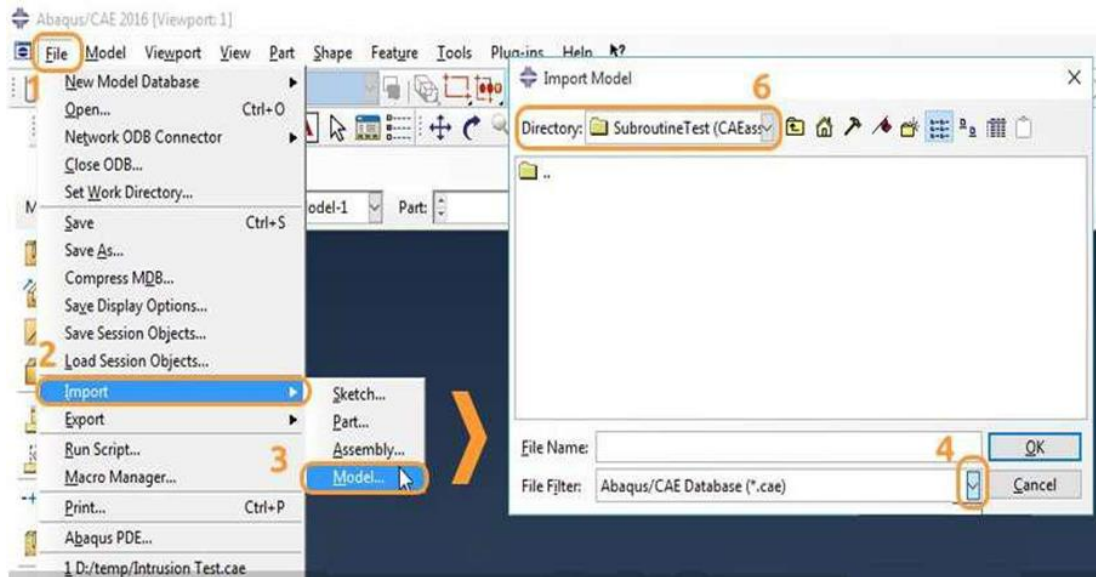 Abaqus/CAE 2016 [Viewport: 1]
File Model Viewport View Part Shape Feature Tools Plug-ins Help
1
New Model Database
Open... Ctrl+O
Network ODB Connector
Close ODB...
Set Work Directory...
Save Ctrl+S
Save As...
Compress MDB...
Save Display Options...
Save Session Objects...
2
Load Session Objects...
Import
Export
Run Script...
Macro Manager...
Print... Ctrl+P
Abaqus PDE...
1 D:/temp/Intrusion Test.cae
odel-1 Part:
3
Sketch...
Part...
Assembly...
Model...
Import Model
6
Directory: SubroutineTest (CAEass
..
File Name:
4
OK
File Filter: Abaqus/CAE Database (*.cae)
Cancel